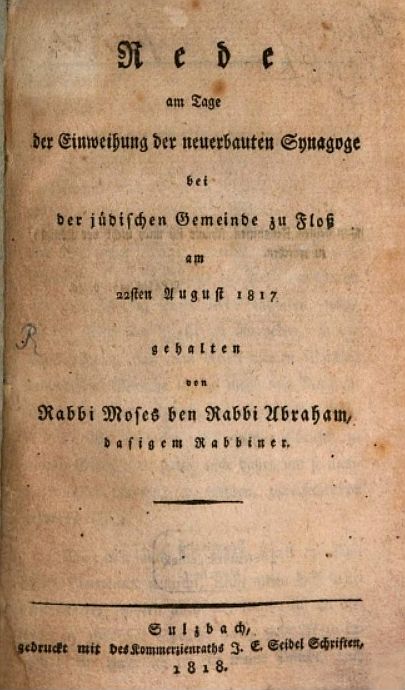 Rede
am Tage
der Einweihung der neuerbauten Synagoge
bei
der jüdischen Gemeinde zu Floß
am
22sten August 1817
R
gehalten
von
Rabbi Moses ben Rabbi Abraham,
dasigem Rabbiner.
Sulzbach,
gedruckt mit des Kommerzienraths J. E. Seidel Schriften,
1818.